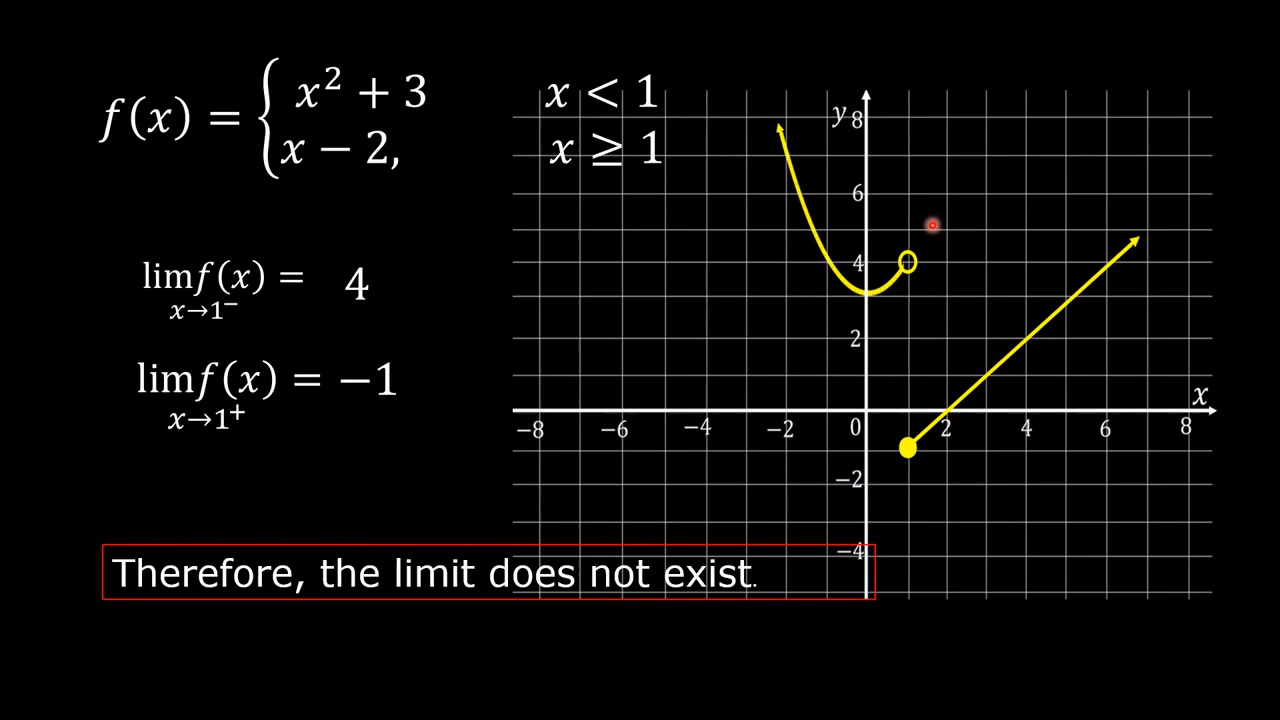 f(x) = { x² + 3 x < 1
x − 2, x ≥ 1
lim f(x) = 4
x→1⁻
lim f(x) = −1
x→1⁺
Therefore, the limit does not exist.
y
8
6
4
2
x
−8 −6 −4 −2 0 2 4 6 8
−2
−4